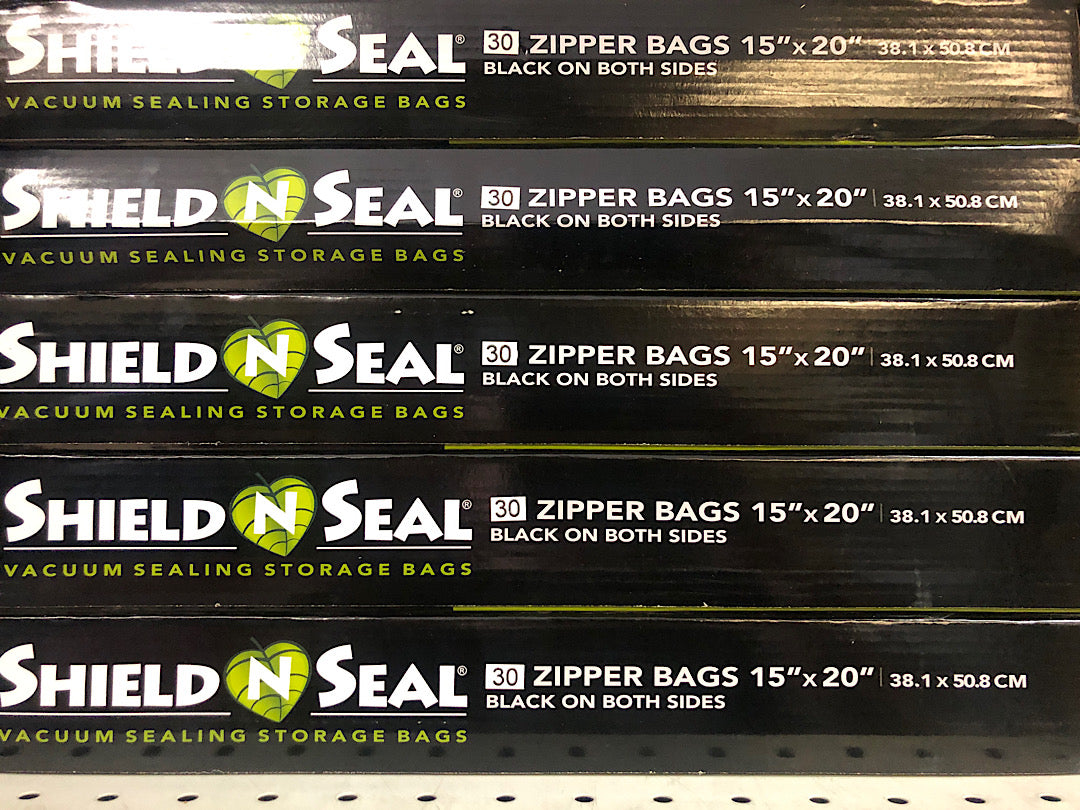 SHIELD SEAL® 30 ZIPPER BAGS 15"x 20" 38.1 x 50.8 CM
BLACK ON BOTH SIDES
VACUUM SEALING STORAGE BAGS
SHIELD N SEAL® 30 ZIPPER BAGS 15"x 20" | 38.1 x 50.8 CM
BLACK ON BOTH SIDES
VACUUM SEALING STORAGE BAGS
SHIELD N SEAL® 30 ZIPPER BAGS 15"x 20" | 38.1 x 50.8 CM
BLACK ON BOTH SIDES
VACUUM SEALING STORAGE BAGS
SHIELD N SEAL® 30 ZIPPER BAGS 15"x 20" | 38.1 x 50.8 CM
BLACK ON BOTH SIDES
VACUUM SEALING STORAGE BAGS
SHIELD N SEAL® 30 ZIPPER BAGS 15"x 20" | 38.1 x 50.8 CM
BLACK ON BOTH SIDES
VACUUM SEALING STORAGE BAGS